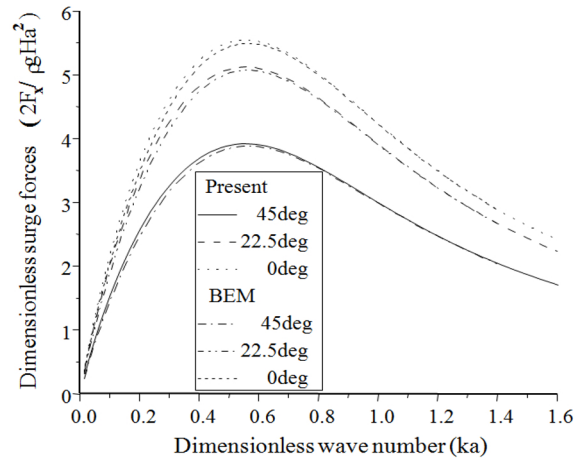 Dimensionless surge forces ( 2Fx/ ρgHa²)
6
5
4
3
2
1
0
Present
45deg
22.5deg
0deg
BEM
45deg
22.5deg
0deg
0.0 0.2 0.4 0.6 0.8 1.0 1.2 1.4 1.6
Dimensionless wave number (ka)